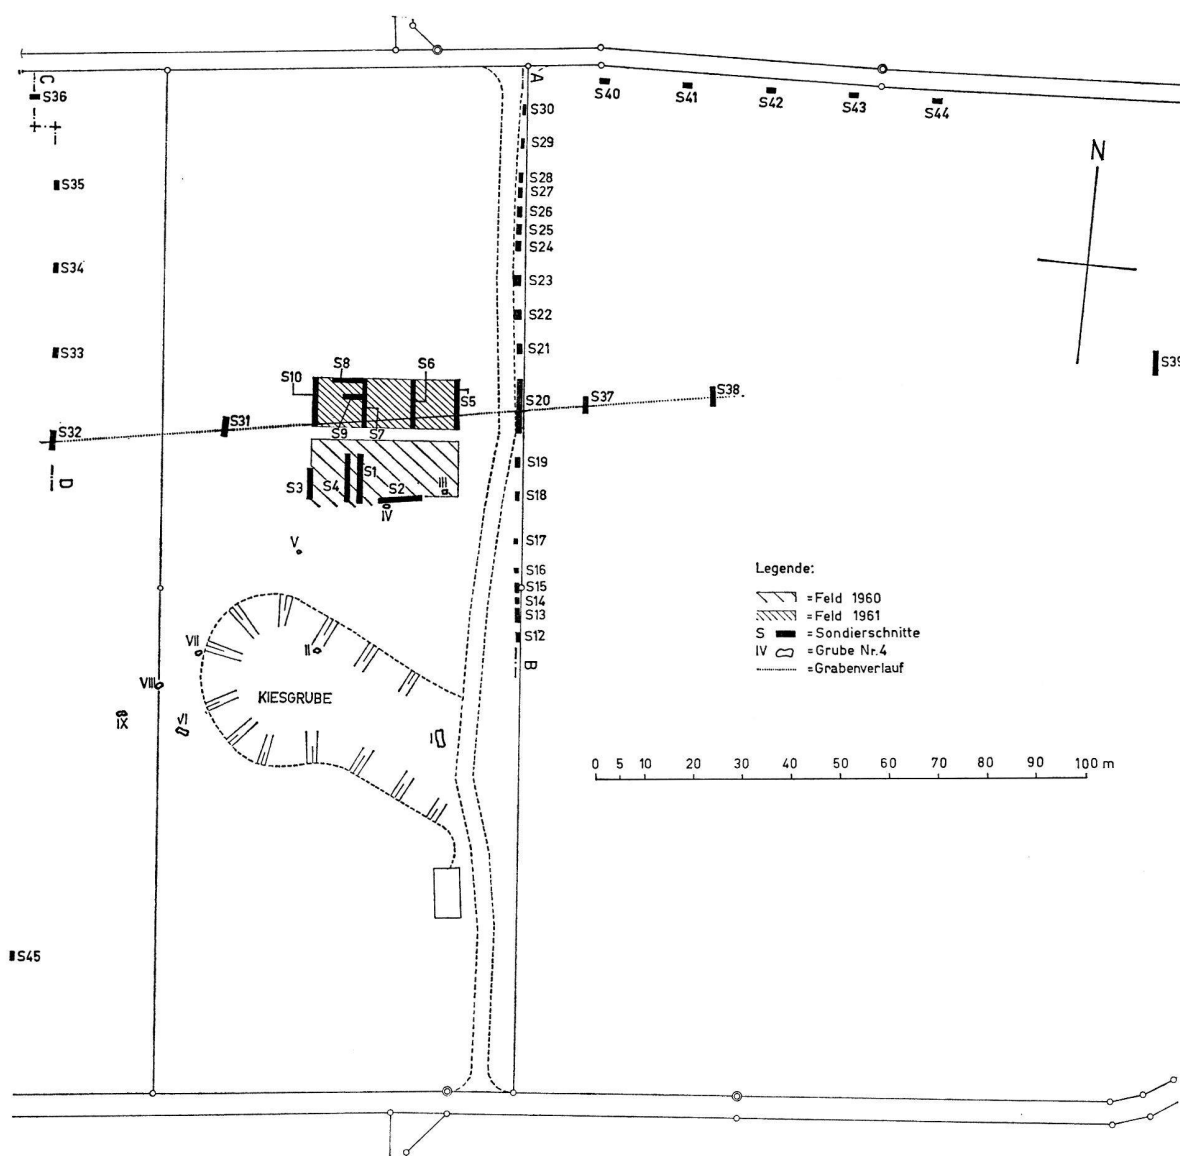 C
A
S36
S40
S41
S42
S43
S44
S30
S29
N
S28
S27
S35
S26
S25
S24
S34
S23
S22
S33
S21
S39
S8
S6
S10
S38
S5
S20
S37
S31
S9
S7
S32
S19
S1
S3
S4
S2
III
S18
D
IV
V
S17
S16
S15
S14
S13
S12
B
Legende:
=Feld 1960
=Feld 1961
S =Sondierschnitte
IV =Grube Nr.4
=Grabenverlauf
VII
II
VIII
KIESGRUBE
IX
VI
I
0 5 10 20 30 40 50 60 70 80 90 100 m
S45